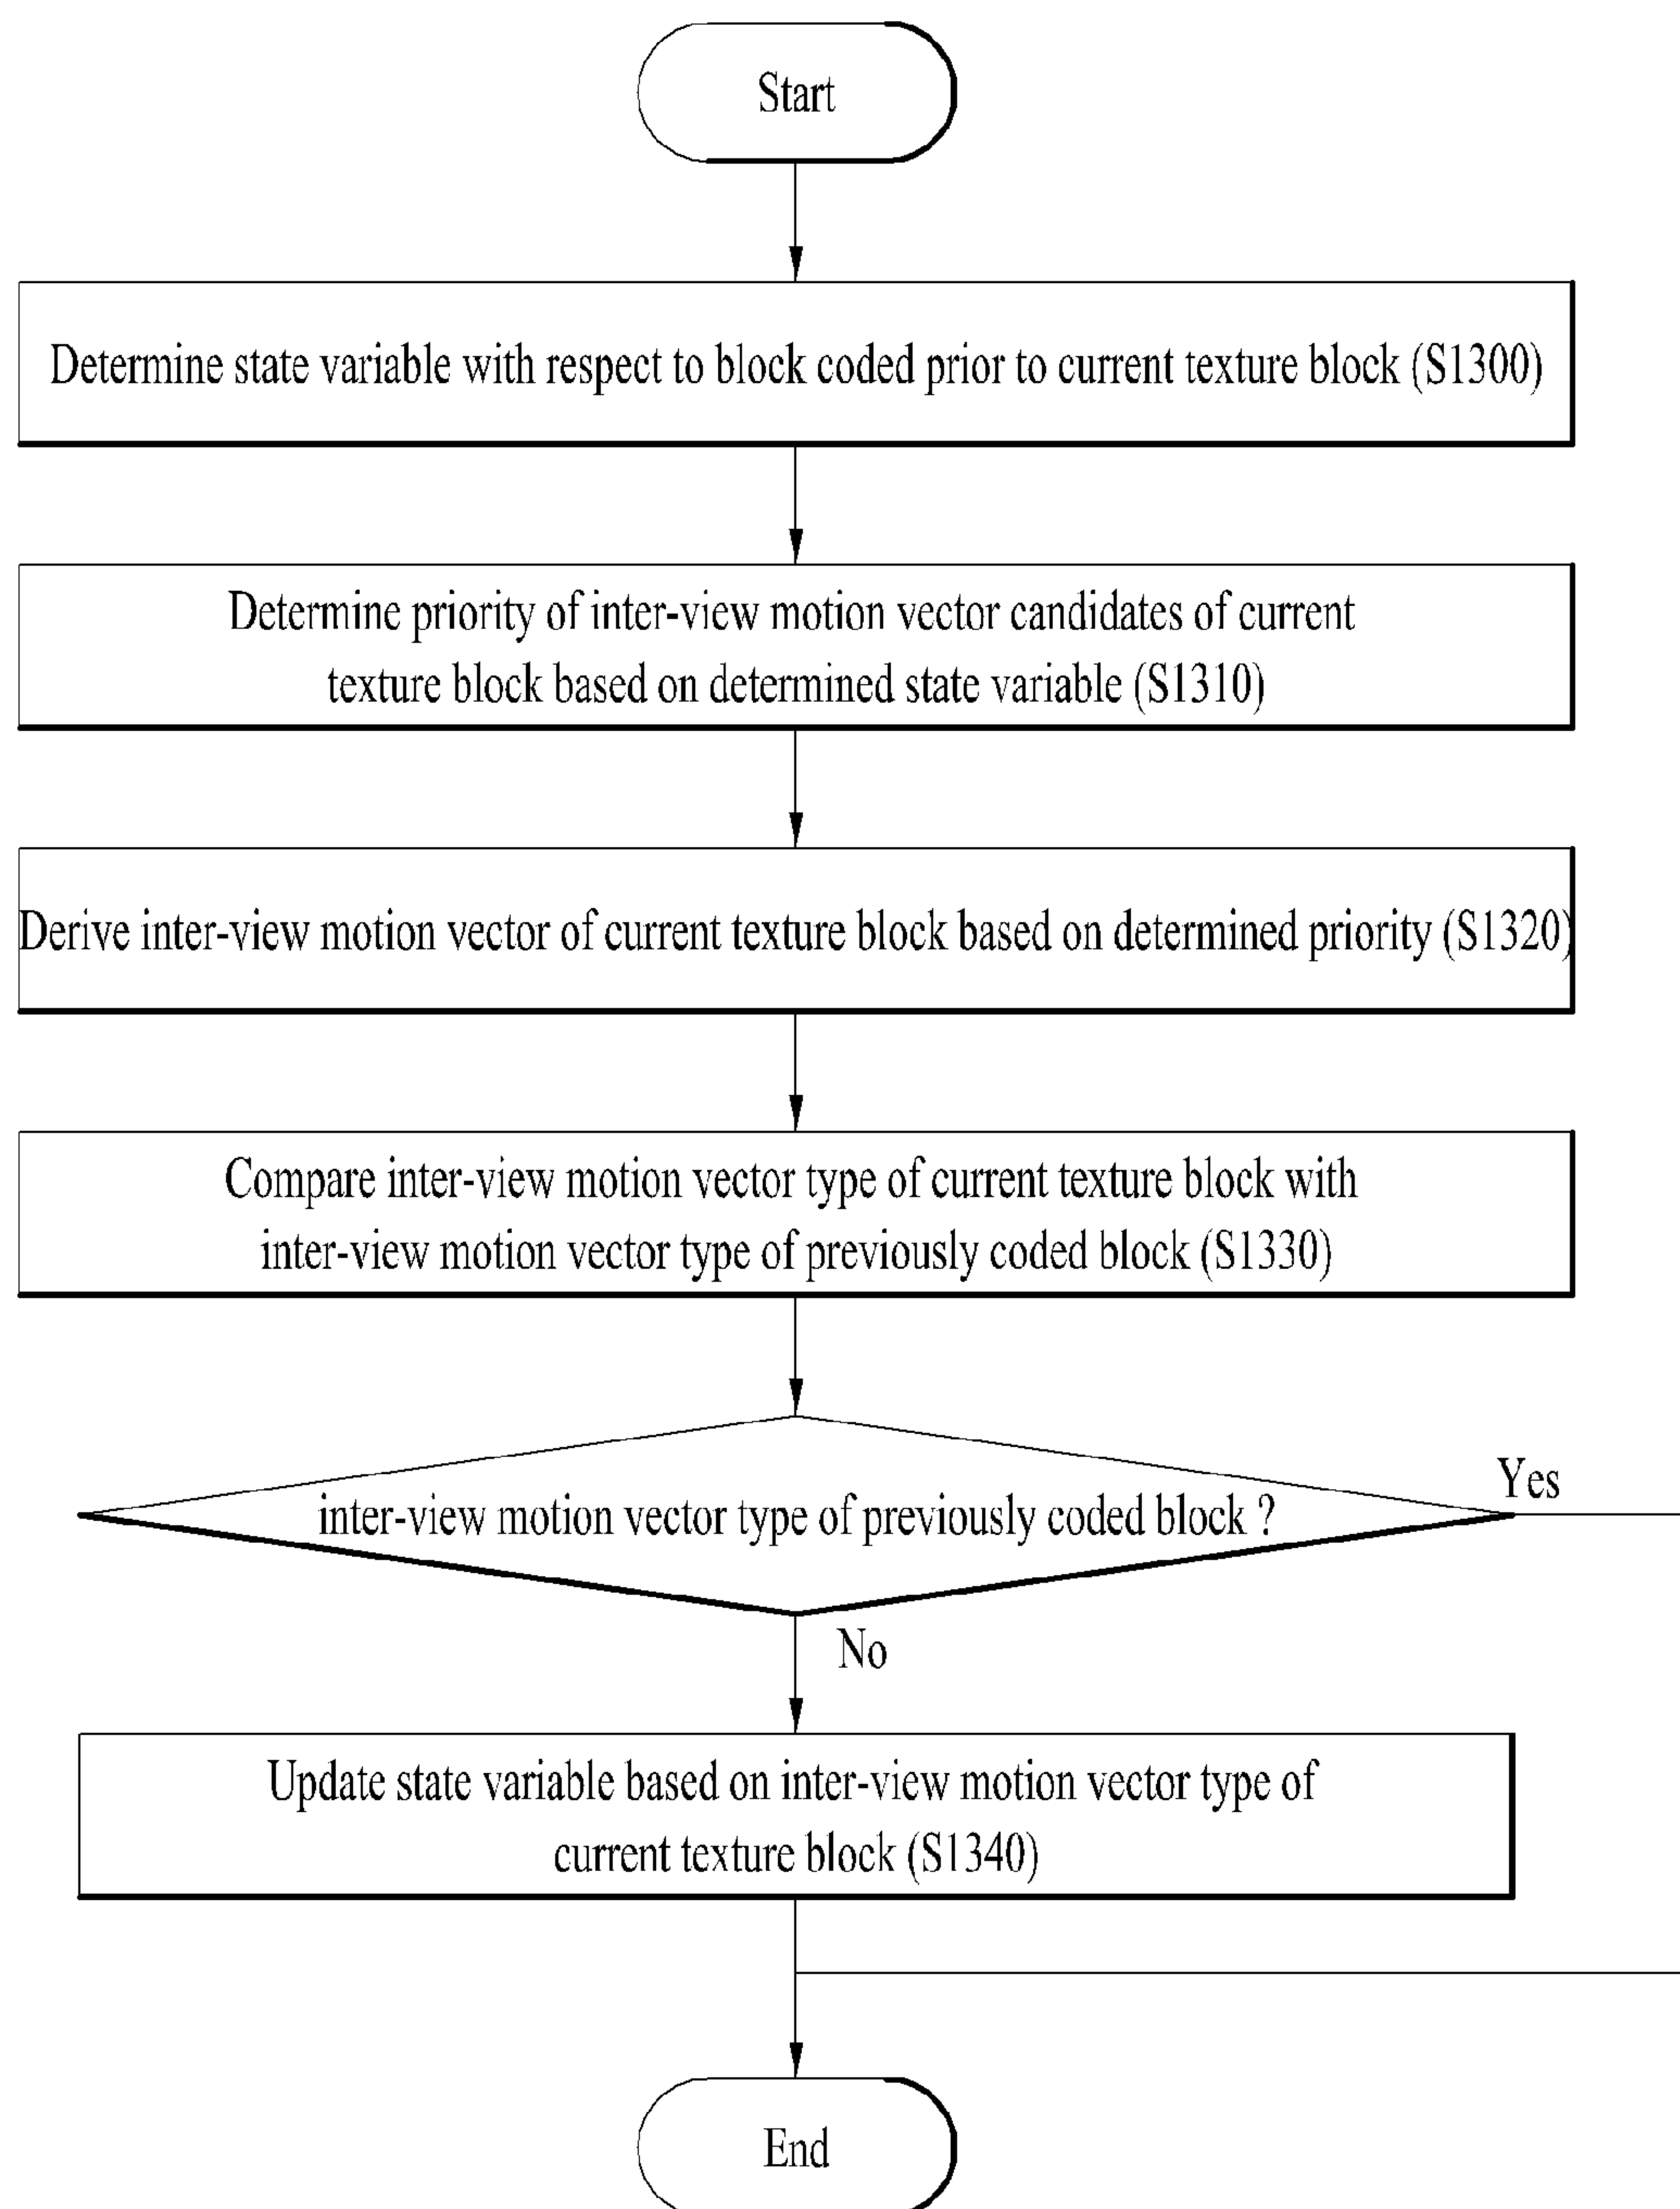 Start
Determine state variable with respect to block coded prior to current texture block (S1300)
Determine priority of inter-view motion vector candidates of current
texture block based on determined state variable (S1310)
Derive inter-view motion vector of current texture block based on determined priority (S1320)
Compare inter-view motion vector type of current texture block with
inter-view motion vector type of previously coded block (S1330)
Yes
inter-view motion vector type of previously coded block ?
No
Update state variable based on inter-view motion vector type of
current texture block (S1340)
End